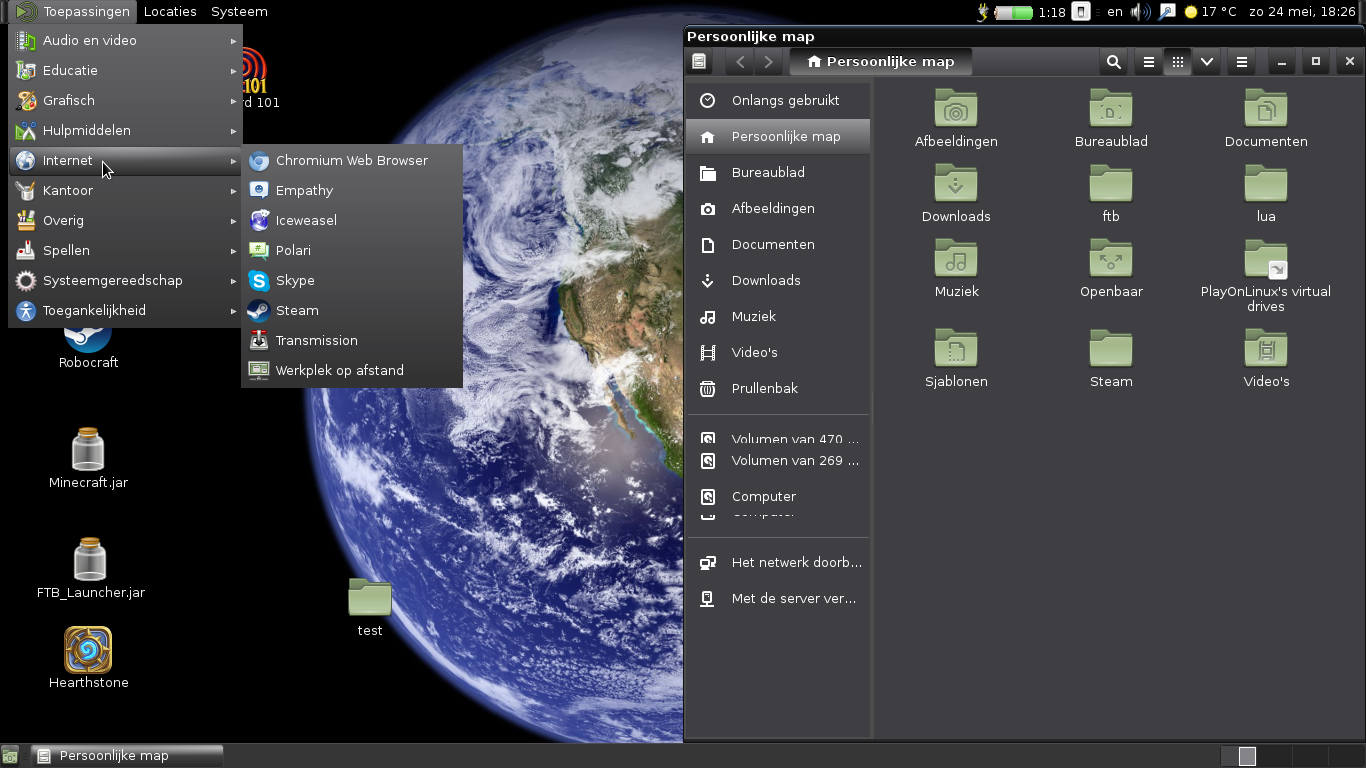 Toepassingen Locaties Systeem
1:18 en 17 °C zo 24 mei, 18:26
Audio en video
Educatie
Grafisch
Hulpmiddelen
Internet
Kantoor
Overig
Spellen
Systeemgereedschap
Toegankelijkheid
Chromium Web Browser
Empathy
Iceweasel
Polari
Skype
Steam
Transmission
Werkplek op afstand
101
rd 101
Robocraft
Minecraft.jar
FTB_Launcher.jar
Hearthstone
test
Persoonlijke map
Persoonlijke map
Onlangs gebruikt
Persoonlijke map
Bureaublad
Afbeeldingen
Documenten
Downloads
Muziek
Video's
Prullenbak
Volumen van 470 ...
Volumen van 269 ...
Computer
Computer
Het netwerk doorb...
Met de server ver...
Afbeeldingen
Bureaublad
Documenten
Downloads
ftb
lua
Muziek
Openbaar
PlayOnLinux's virtual
drives
Sjablonen
Steam
Video's
Persoonlijke map